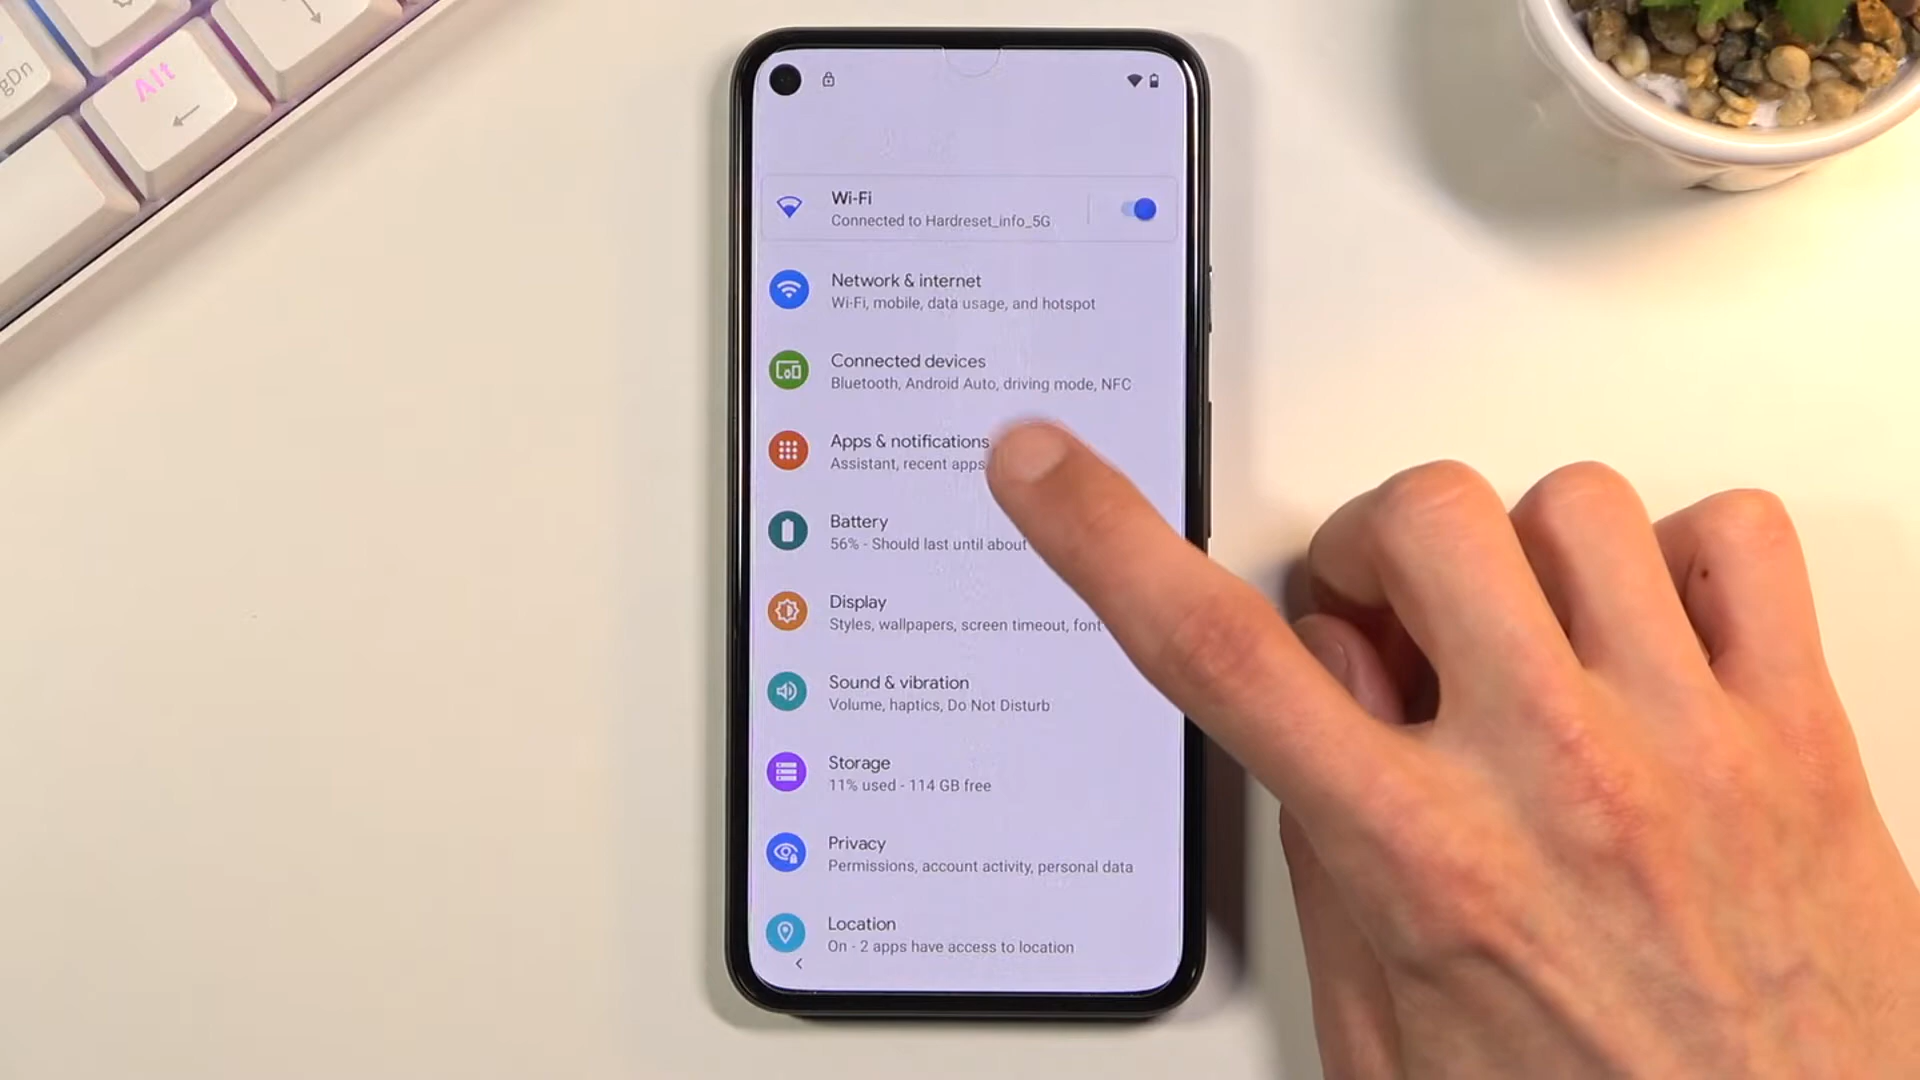 gDn
Alt
Wi-Fi
Connected to Hardreset_info_5G
Network & internet
Wi-Fi, mobile, data usage, and hotspot
Connected devices
Bluetooth, Android Auto, driving mode, NFC
Apps & notifications
Assistant, recent apps
Battery
56% - Should last until about
Display
Styles, wallpapers, screen timeout, font
Sound & vibration
Volume, haptics, Do Not Disturb
Storage
11% used - 114 GB free
Privacy
Permissions, account activity, personal data
Location
On - 2 apps have access to location